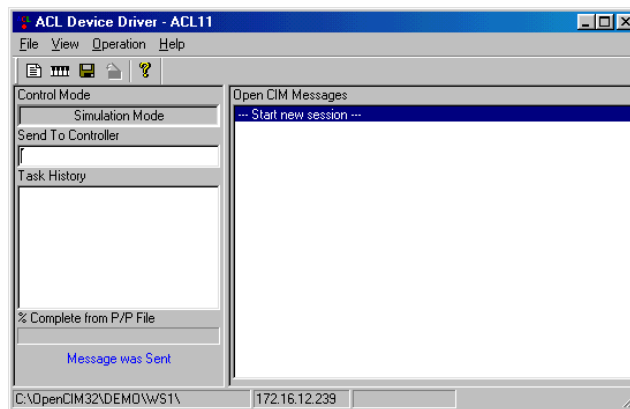 ACL Device Driver - ACL11
File View Operation Help
Control Mode
Simulation Mode
Send To Controller
Task History
% Complete from P/P File
Message was Sent
Open CIM Messages
--- Start new session ---
C:\OpenCIM32\DEMO\WS1\ 172.16.12.239